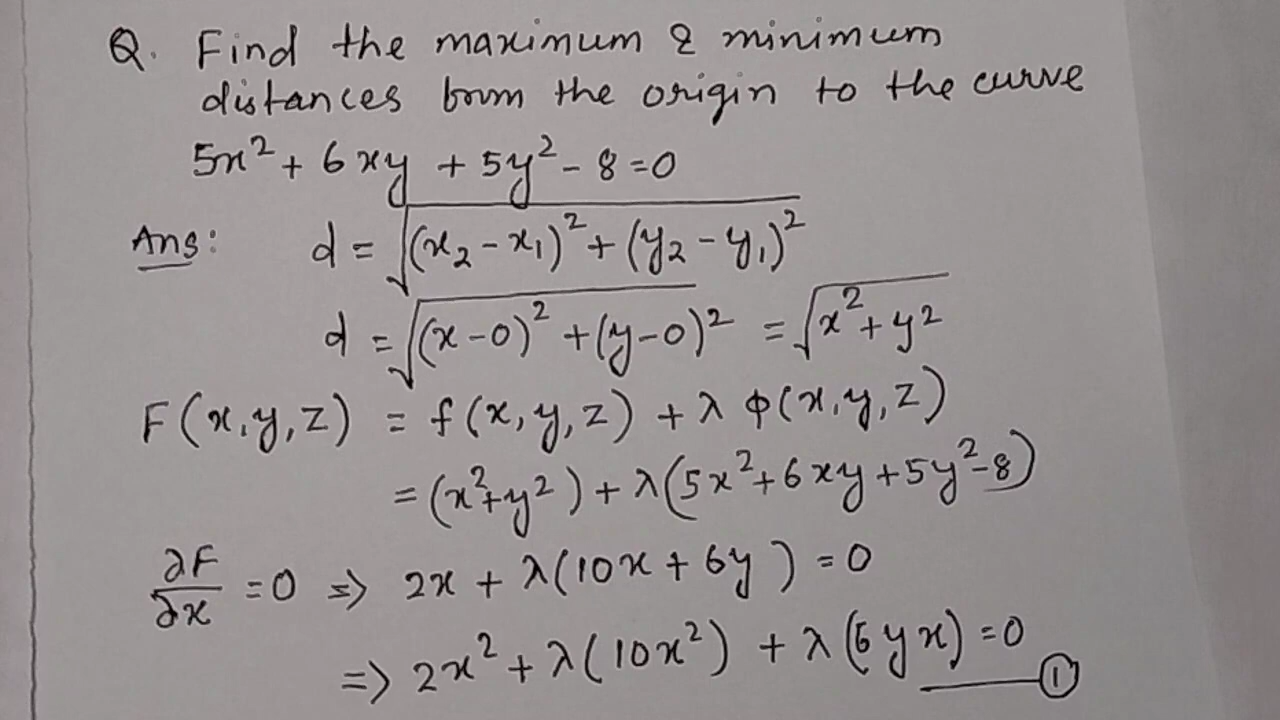 Q. Find the maximum & minimum
distances from the origin to the curve
5x² + 6xy + 5y² - 8 = 0
Ans: d = √(x₂ - x₁)² + (y₂ - y₁)²
d = √(x-0)² + (y-0)² = √x² + y²
F(x, y, z) = f(x, y, z) + λ φ(x, y, z)
= (x² + y²) + λ(5x² + 6xy + 5y² - 8)
∂F/∂x = 0 => 2x + λ(10x + 6y) = 0
=> 2x² + λ(10x²) + λ(6yx) = 0 — ①